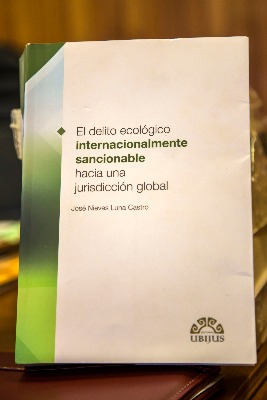 El delito ecológico
internacionalmente
sancionable
hacia una
jurisdicción global
José Nieves Luna Castro
UBIJUS